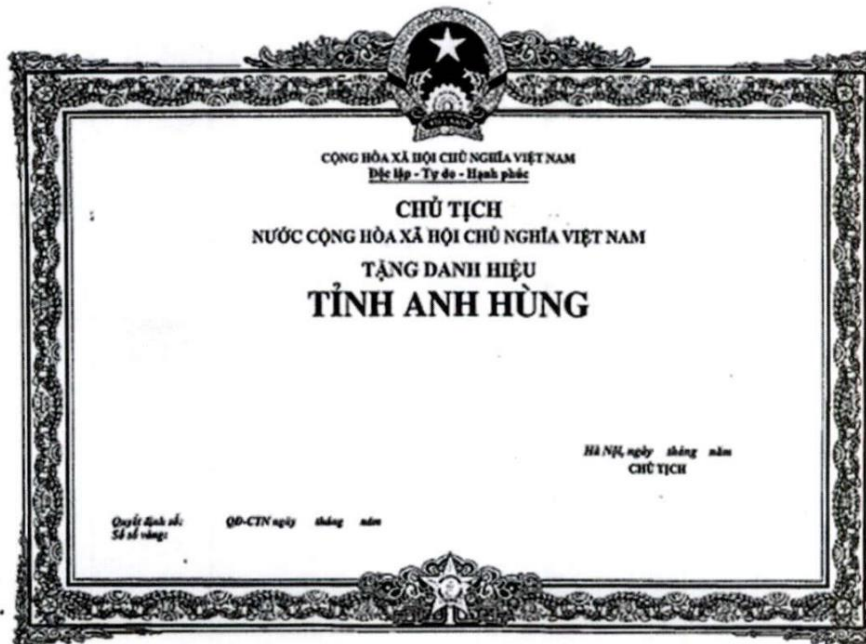 CỘNG HÒA XÃ HỘI CHỦ NGHĨA VIỆT NAM
Độc lập - Tự do - Hạnh phúc
CHỦ TỊCH
NƯỚC CỘNG HÒA XÃ HỘI CHỦ NGHĨA VIỆT NAM
TẶNG DANH HIỆU
TỈNH ANH HÙNG
Hà Nội, ngày tháng năm
CHỦ TỊCH
Quyết định số: QĐ-CTN ngày tháng năm
Số sổ vàng: